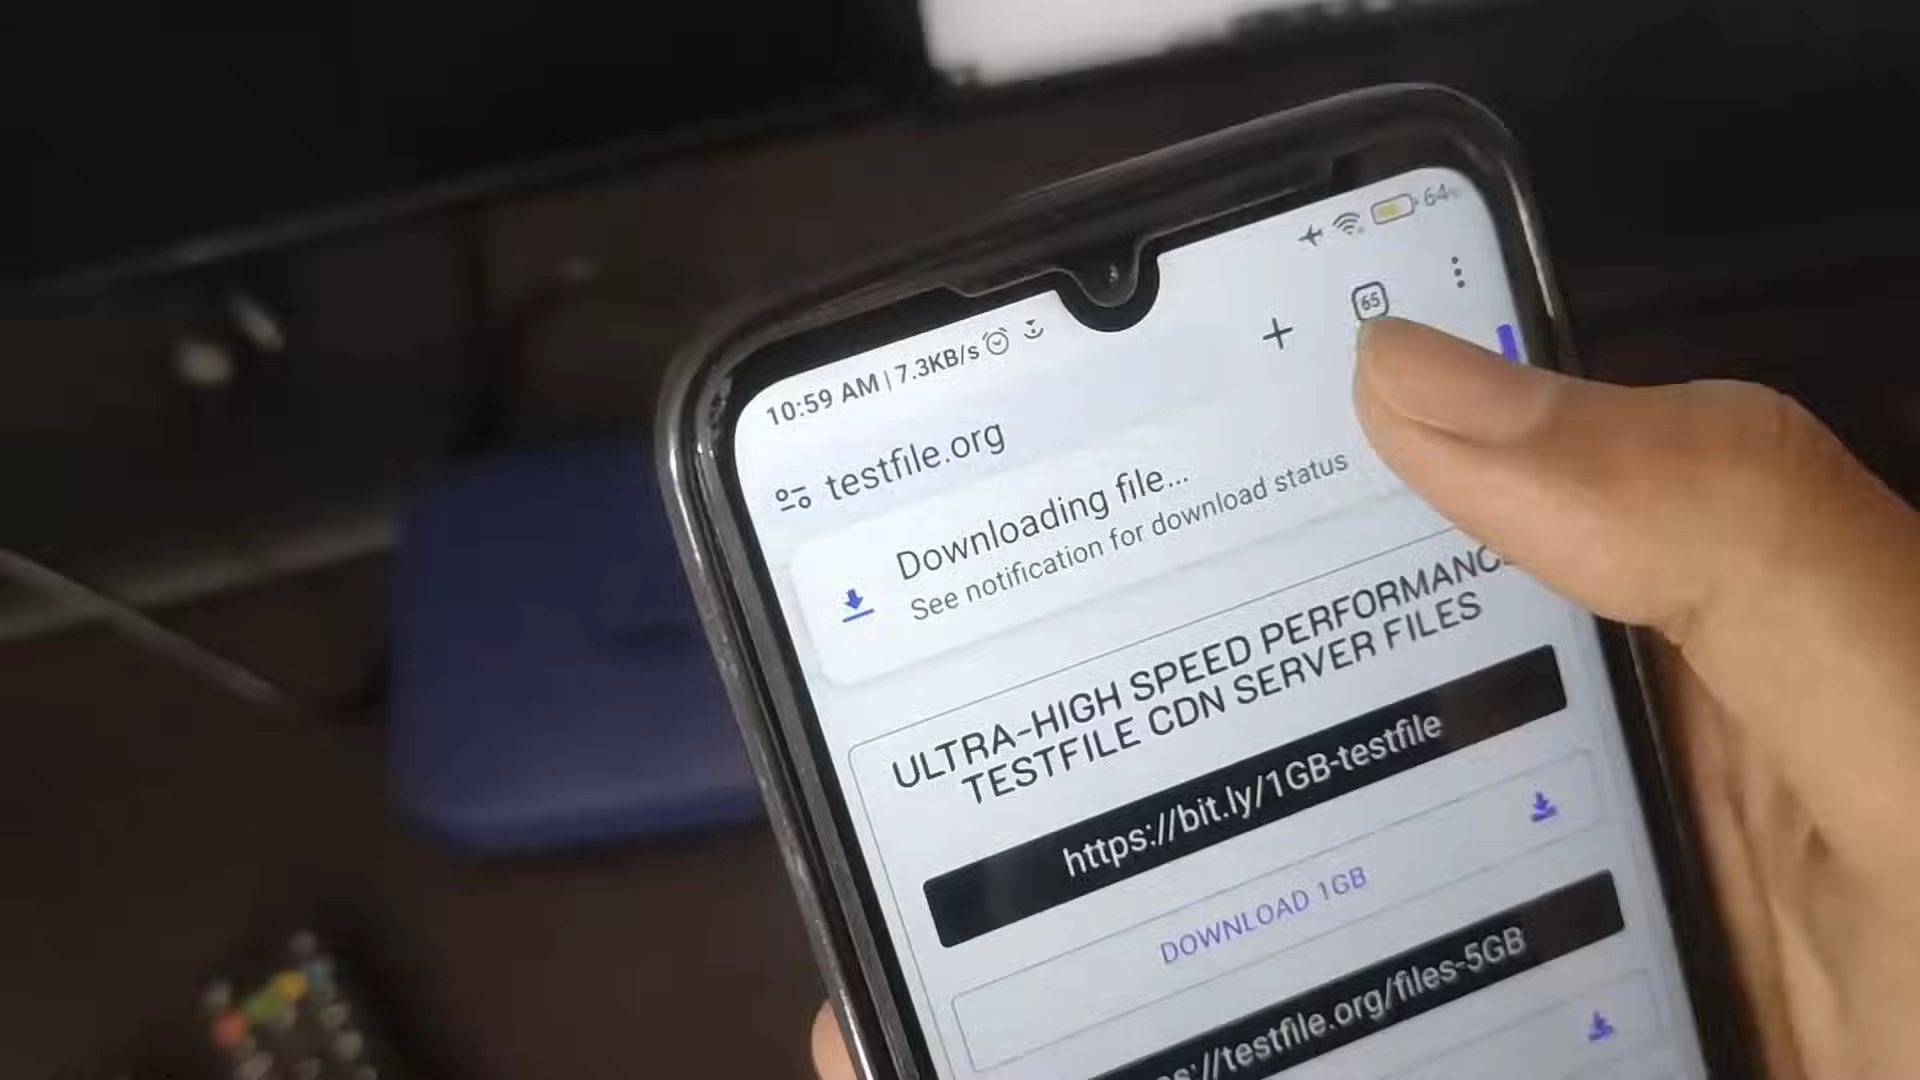 10:59 AM | 7.3KB/s
64
65
testfile.org
Downloading file...
See notification for download status
ULTRA-HIGH SPEED PERFORMANC
TESTFILE CDN SERVER FILES
https://bit.ly/1GB-testfile
DOWNLOAD 1GB
s://testfile.org/files-5GB